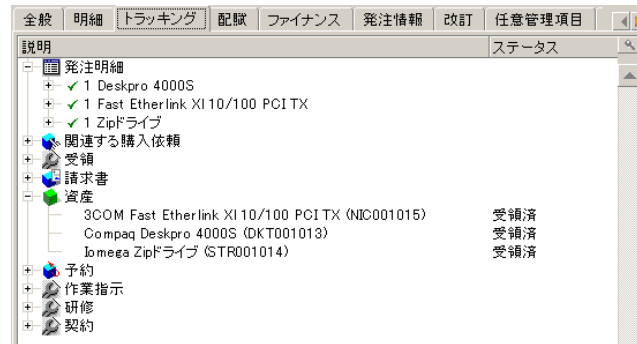 全般 明細 トラッキング 配賦 ファイナンス 発注情報 改訂 任意管理項目
説明 ステータス
発注明細
1 Deskpro 4000S
1 Fast Etherlink XI 10/100 PCI TX
1 Zipドライブ
関連する購入依頼
受領
請求書
資産
3COM Fast Etherlink XI 10/100 PCI TX (NIC001015) 受領済
Compaq Deskpro 4000S (DKT001013) 受領済
Iomega Zipドライブ (STR001014) 受領済
予約
作業指示
研修
契約